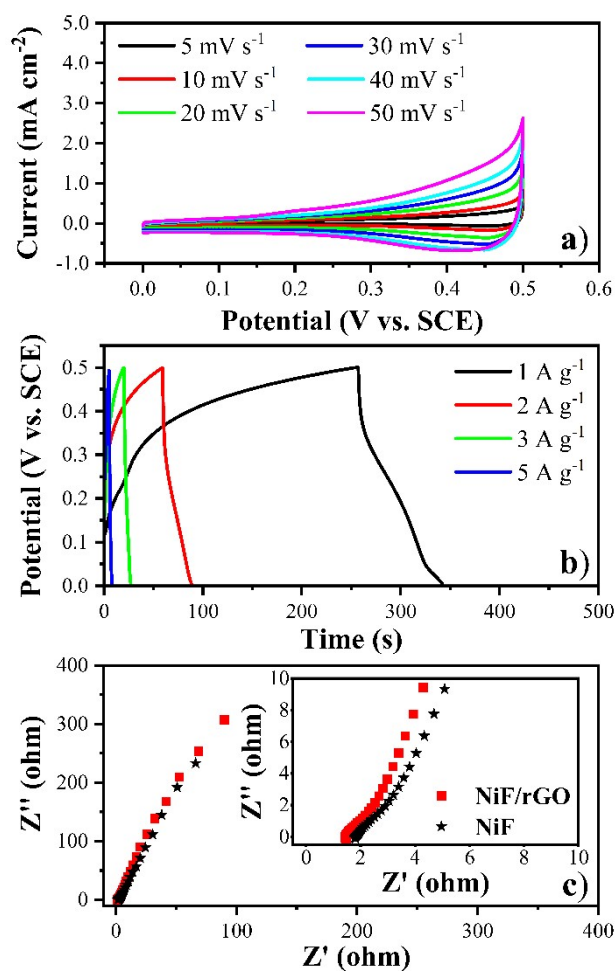 5.0
4.0
3.0
2.0
1.0
0.0
-1.0
Current (mA cm⁻²)
5 mV s⁻¹
30 mV s⁻¹
10 mV s⁻¹
40 mV s⁻¹
20 mV s⁻¹
50 mV s⁻¹
a)
0.0 0.1 0.2 0.3 0.4 0.5 0.6
Potential (V vs. SCE)
0.5
0.4
0.3
0.2
0.1
0.0
Potential (V vs. SCE)
1 A g⁻¹
2 A g⁻¹
3 A g⁻¹
5 A g⁻¹
b)
0 100 200 300 400 500
Time (s)
400
300
200
100
0
Z'' (ohm)
10
8
6
4
2
0
Z'' (ohm)
NiF/rGO
NiF
0 2 4 6 8 10
Z' (ohm)
c)
0 100 200 300 400
Z' (ohm)